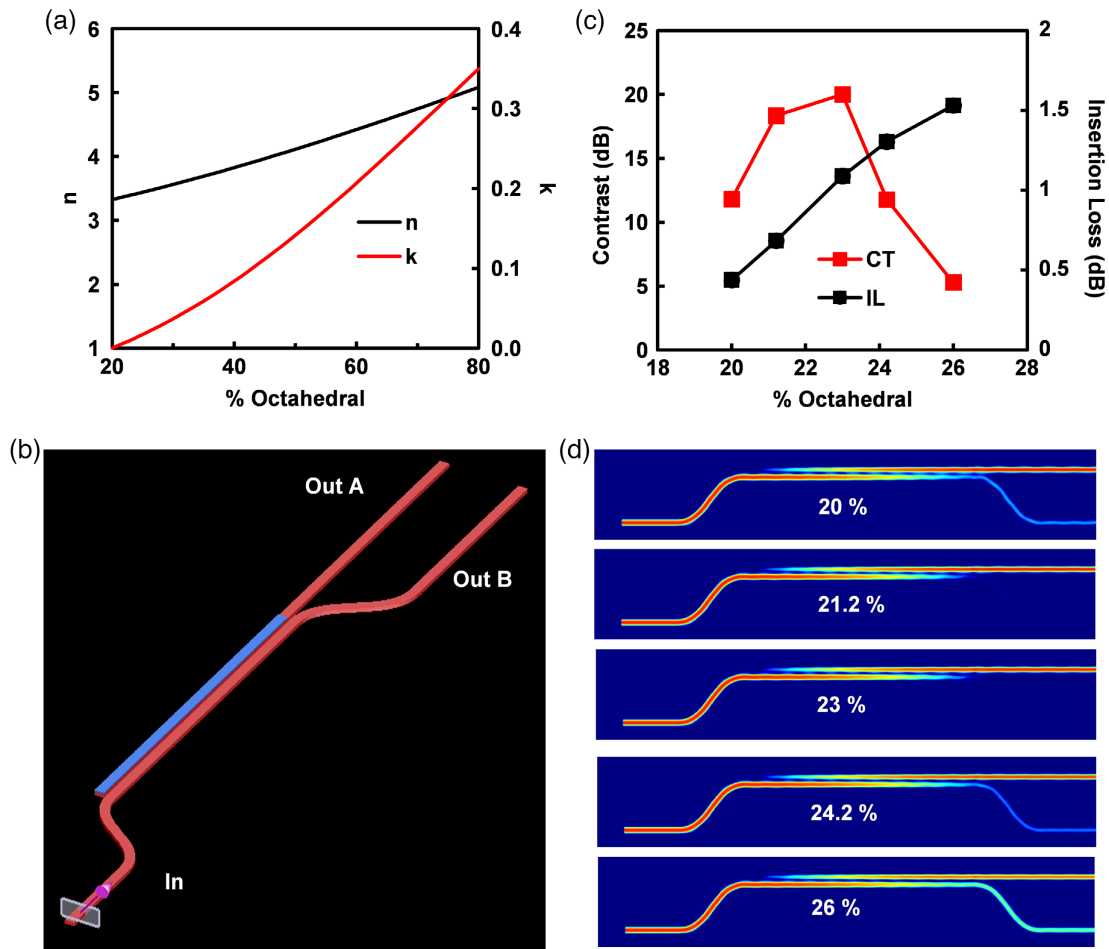 (a)
6
5
4
3
2
1
n
0.4
0.3
0.2
0.1
0.0
k
n
k
20 40 60 80
% Octahedral
(c)
25
20
15
10
5
0
Contrast (dB)
2
1.5
1
0.5
0
Insertion Loss (dB)
CT
IL
18 20 22 24 26 28
% Octahedral
(b)
Out A
Out B
In
(d)
20 %
21.2 %
23 %
24.2 %
26 %